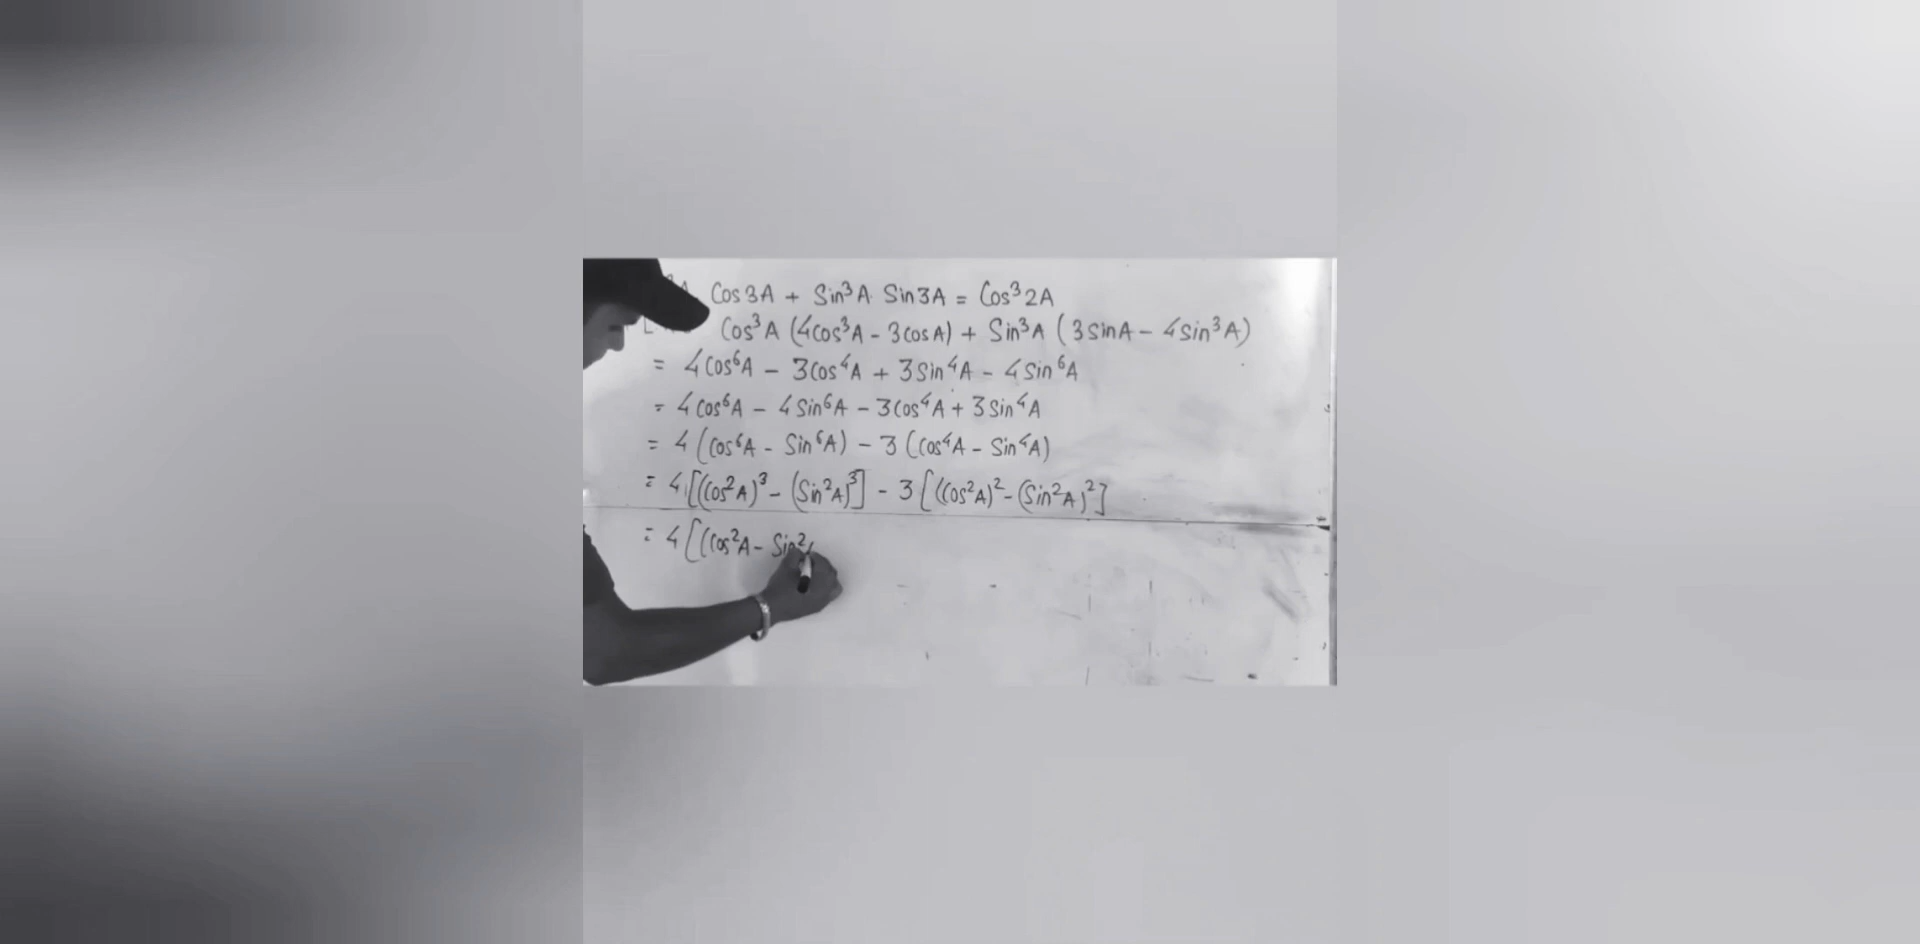 Cos 3A + Sin³A Sin 3A = Cos³ 2A
Cos³A (4cos³A - 3cosA) + Sin³A (3sinA - 4sin³A)
= 4cos⁶A - 3cos⁴A + 3sin⁴A - 4sin⁶A
= 4cos⁶A - 4sin⁶A - 3cos⁴A + 3sin⁴A
= 4 (cos⁶A - Sin⁶A) - 3 (cos⁴A - Sin⁴A)
= 4 [(cos²A)³ - (Sin²A)³] - 3 [(cos²A)² - (Sin²A)²]
= 4 [(cos²A - Sin²